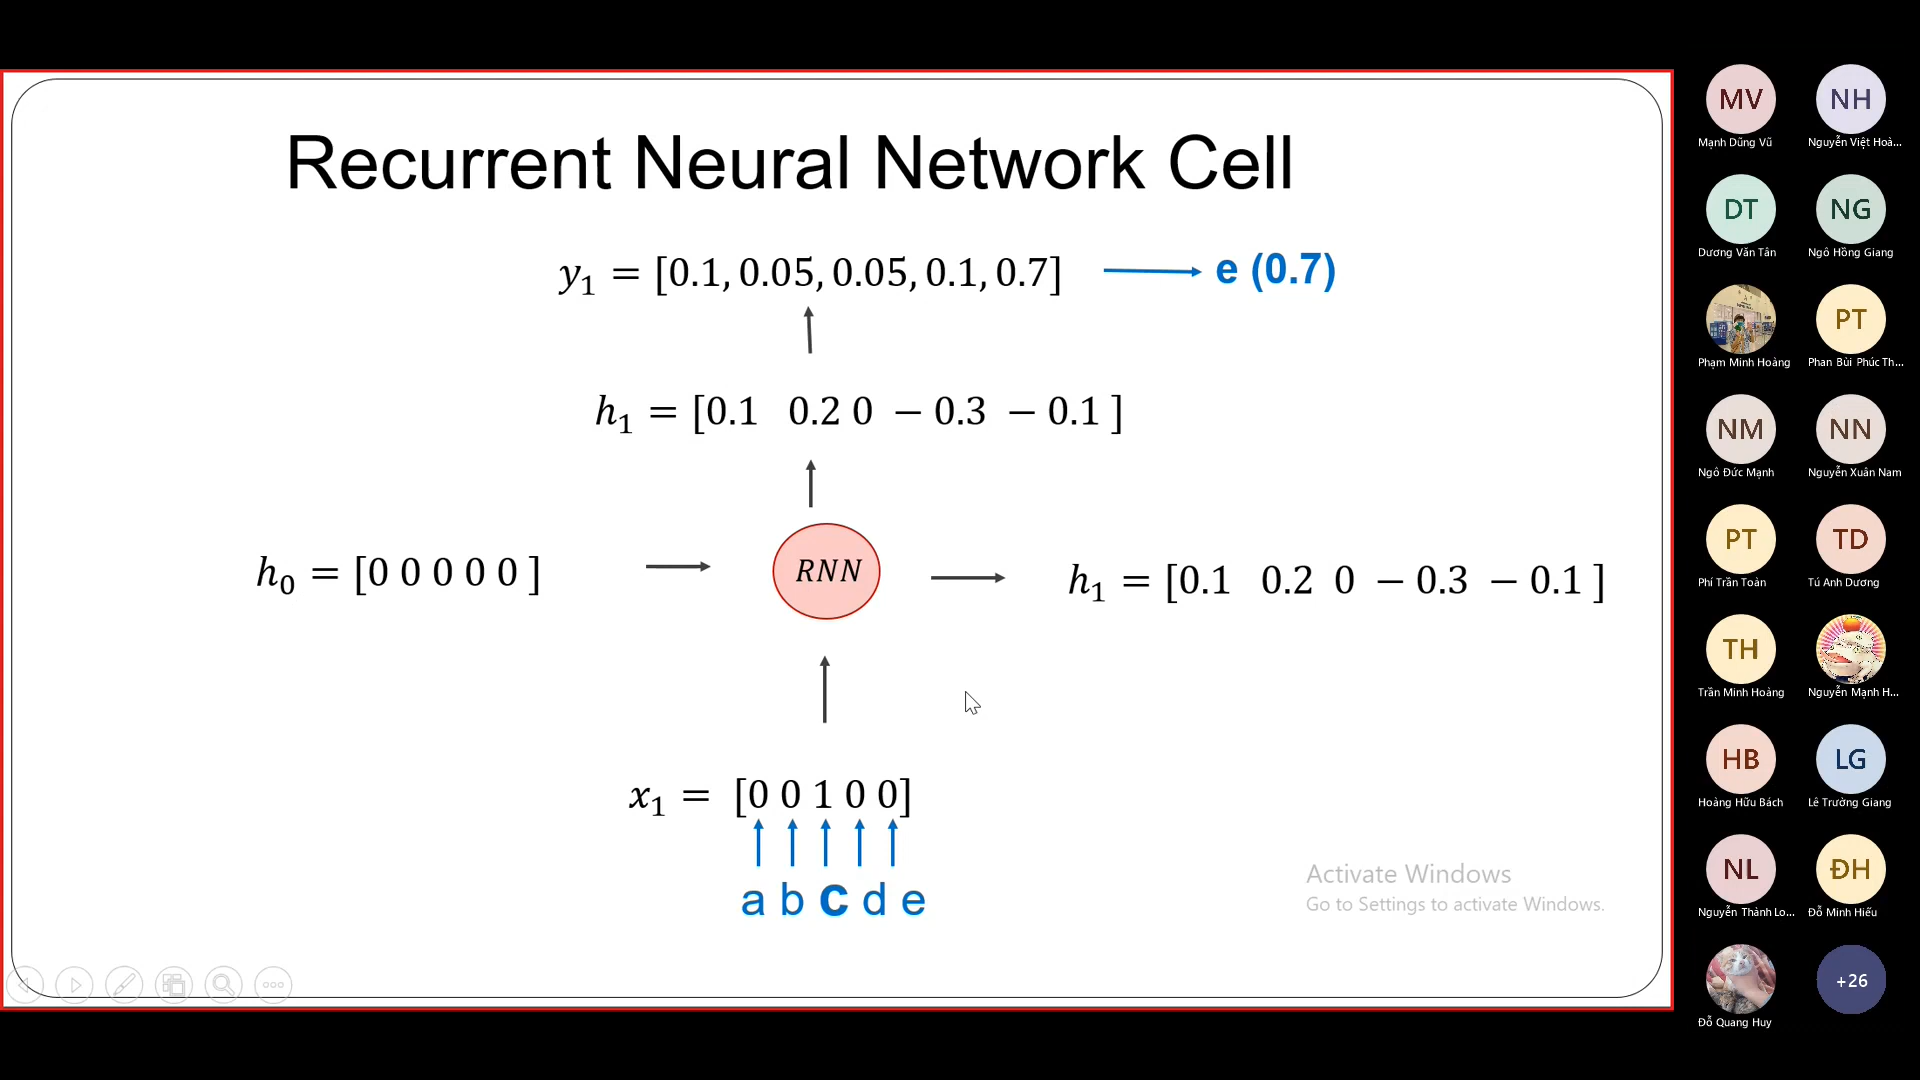 Recurrent Neural Network Cell
y₁ = [0.1, 0.05, 0.05, 0.1, 0.7]
e (0.7)
h₁ = [0.1 0.2 0 − 0.3 − 0.1 ]
h₀ = [0 0 0 0 0 ]
RNN
h₁ = [0.1 0.2 0 − 0.3 − 0.1 ]
x₁ = [0 0 1 0 0]
a b c d e
Activate Windows
Go to Settings to activate Windows.
MV
Mạnh Dũng Vũ
NH
Nguyễn Việt Hoà...
DT
Dương Văn Tân
NG
Ngô Hồng Giang
Phạm Minh Hoàng
PT
Phan Bùi Phúc Th...
NM
Ngô Đức Mạnh
NN
Nguyễn Xuân Nam
PT
Phí Trần Toàn
TD
Tú Anh Dương
TH
Trần Minh Hoàng
Nguyễn Mạnh H...
HB
Hoàng Hữu Bách
LG
Lê Trường Giang
NL
Nguyễn Thành Lo...
ĐH
Đỗ Minh Hiếu
Đỗ Quang Huy
+26